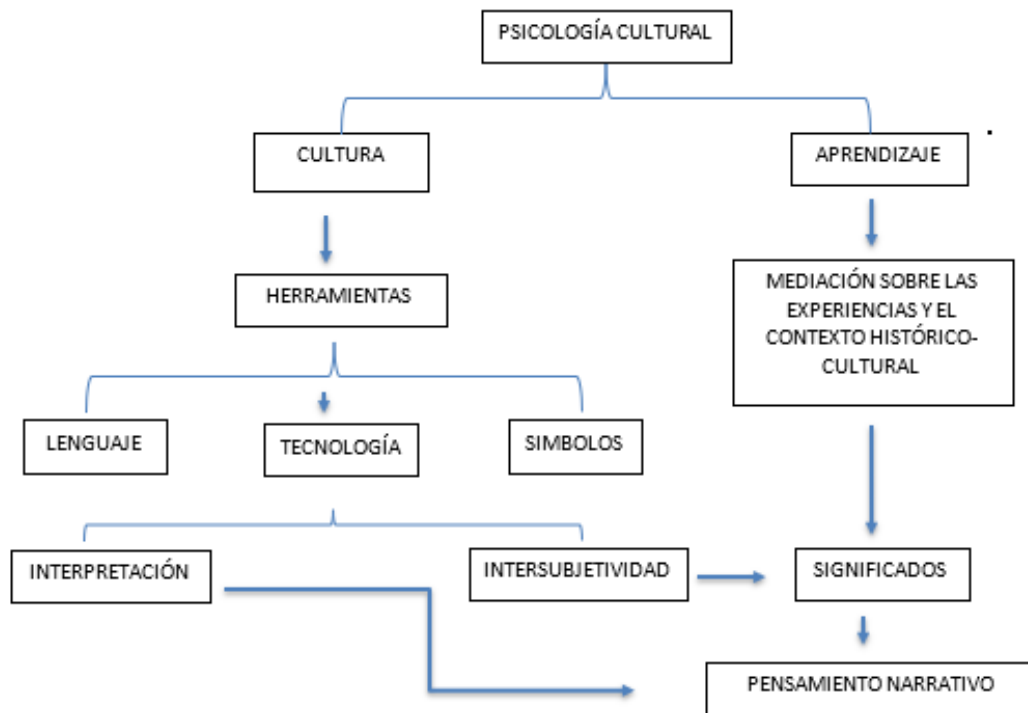 PSICOLOGÍA CULTURAL
CULTURA
APRENDIZAJE
HERRAMIENTAS
MEDIACIÓN SOBRE LAS
EXPERIENCIAS Y EL
CONTEXTO HISTÓRICO-
CULTURAL
LENGUAJE
TECNOLOGÍA
SIMBOLOS
INTERPRETACIÓN
INTERSUBJETIVIDAD
SIGNIFICADOS
PENSAMIENTO NARRATIVO